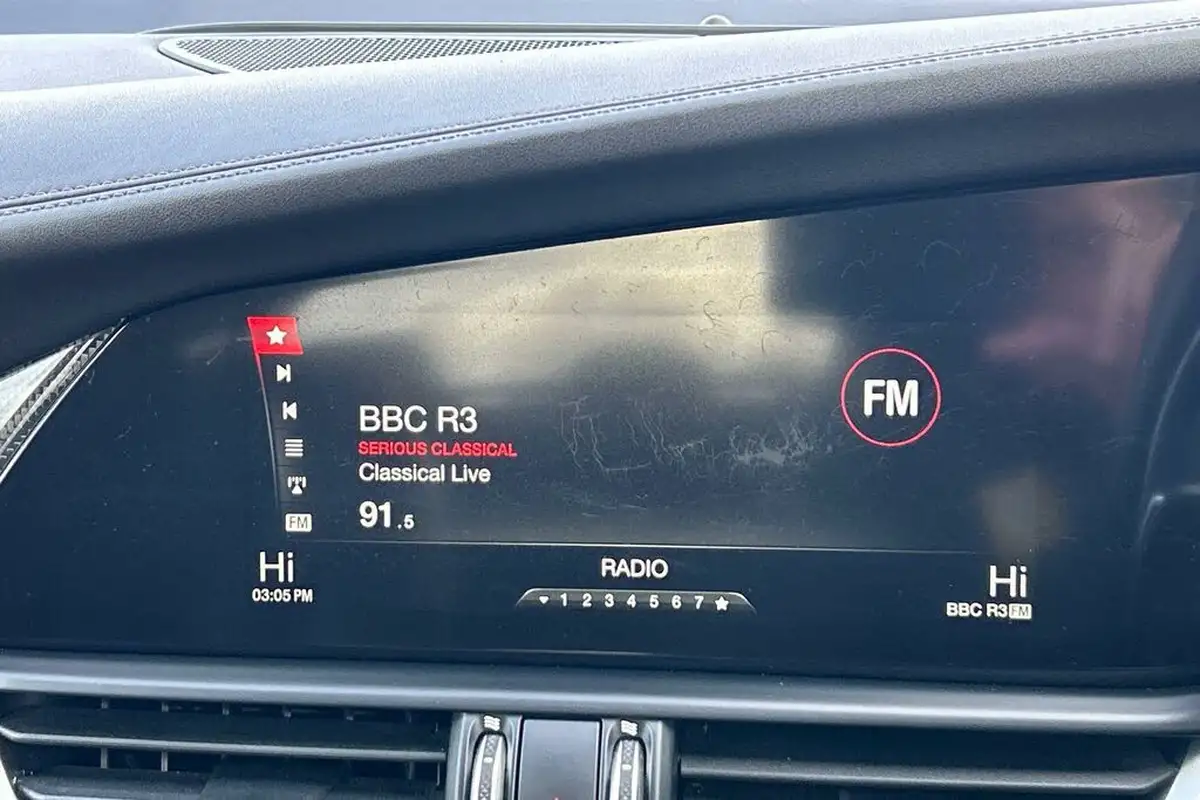 BBC R3
SERIOUS CLASSICAL
Classical Live
91.5
FM
FM
Hi
03:05 PM
RADIO
1 2 3 4 5 6 7
Hi
BBC R3 FM